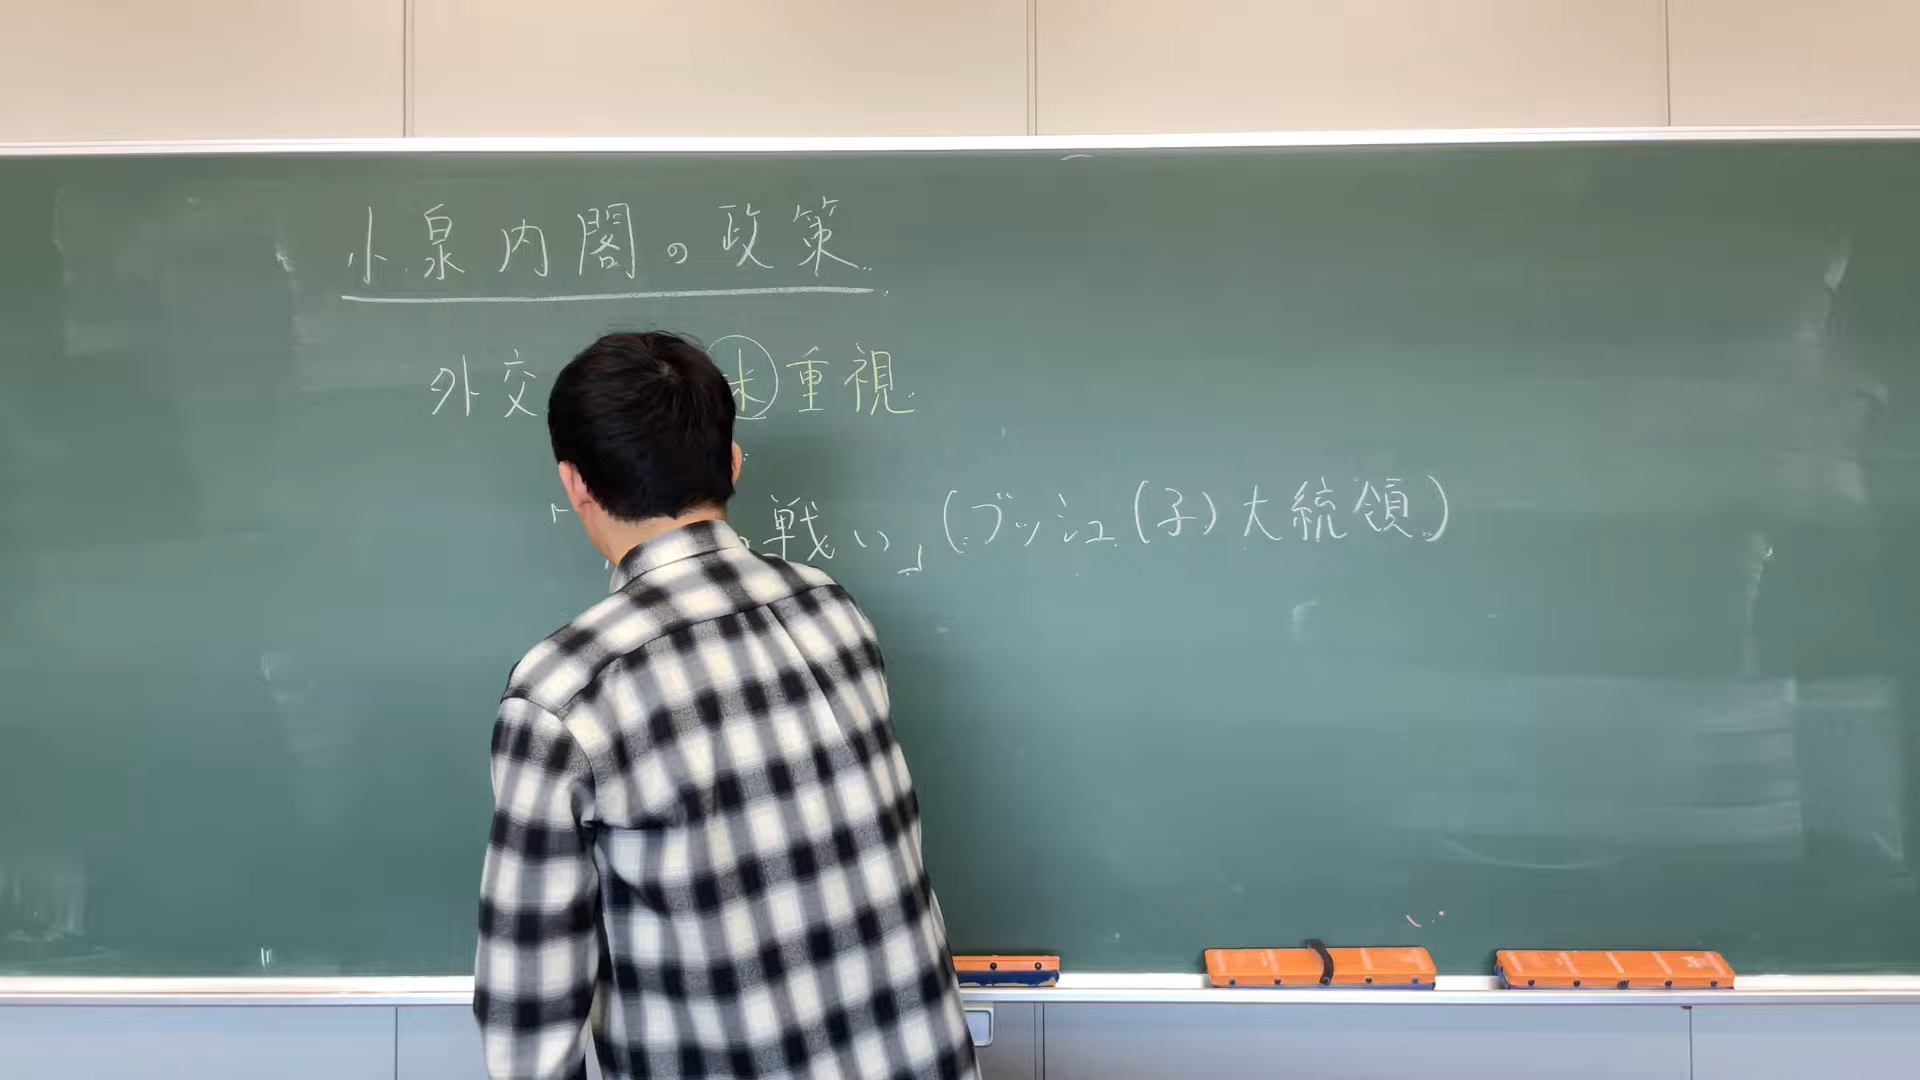 小泉内閣の政策
外交 米重視
「 戦い」(ブッシュ(子)大統領)